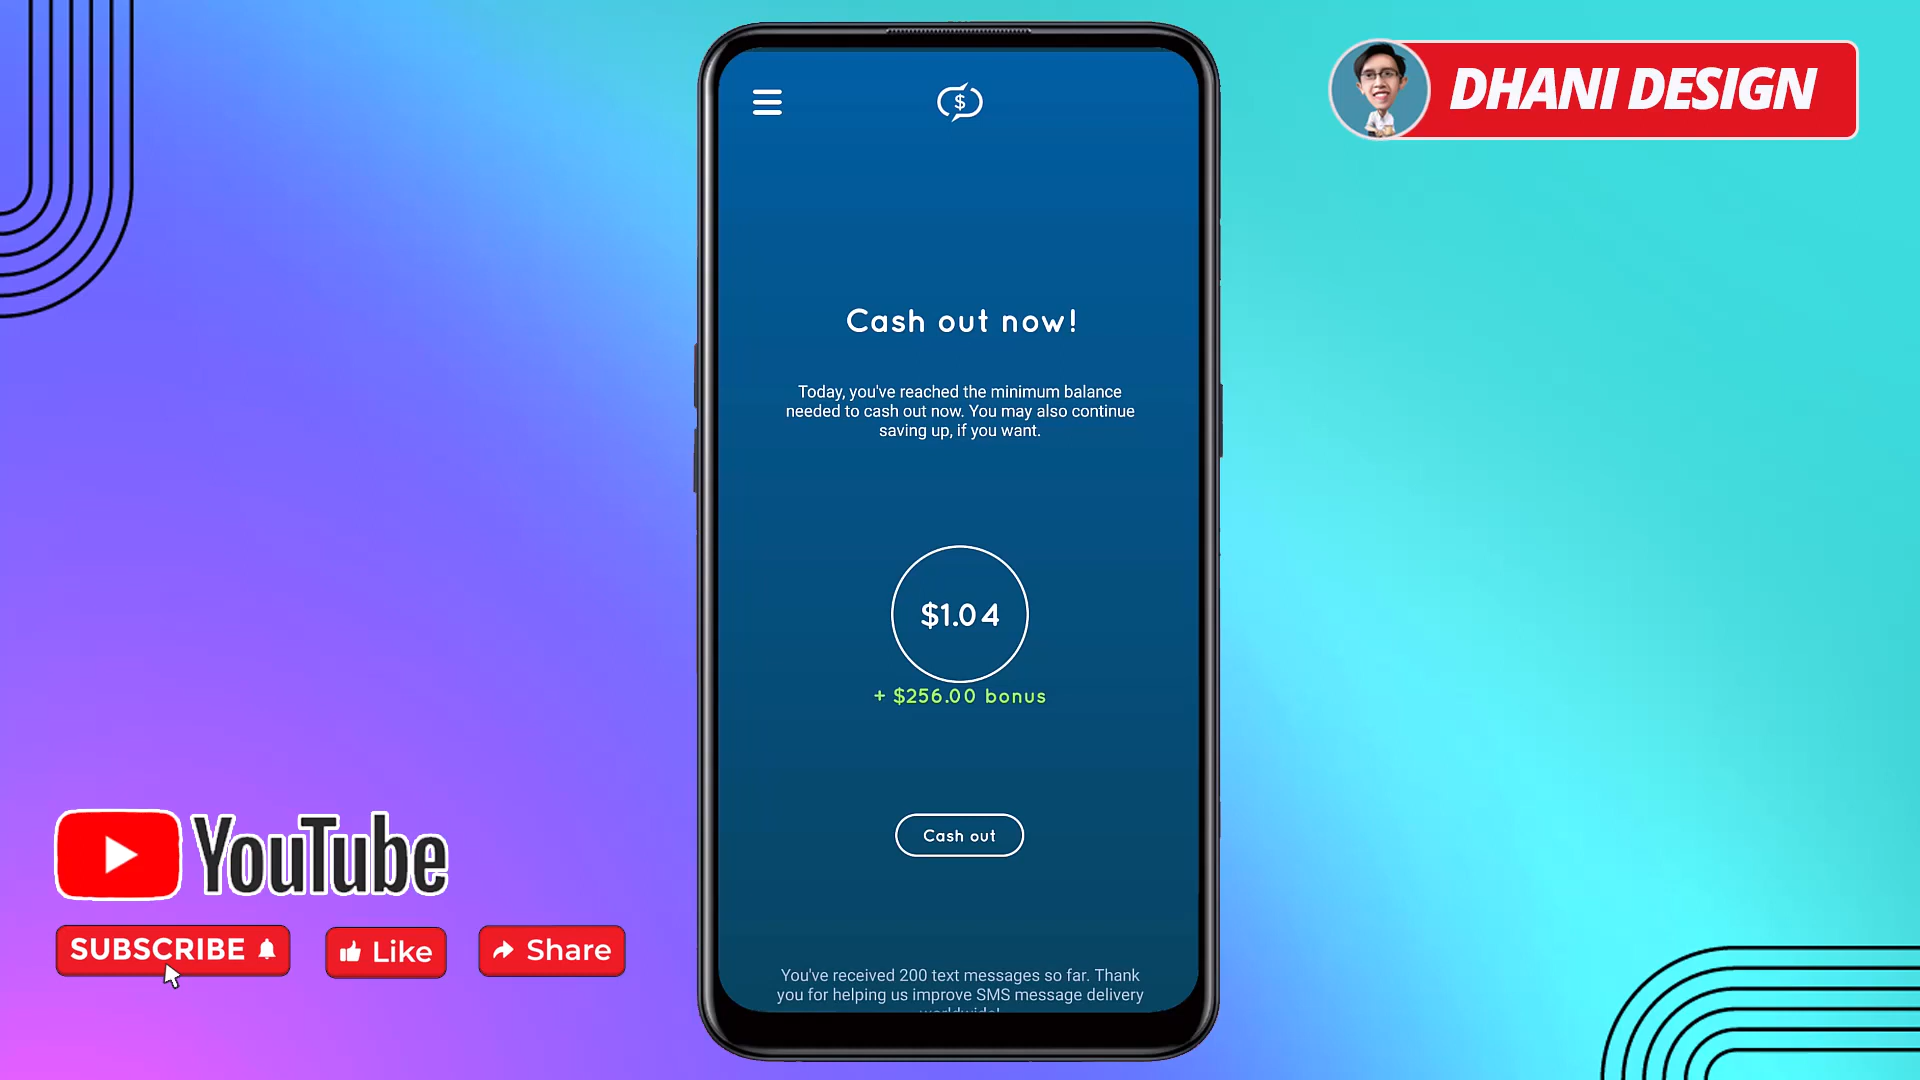 DHANI DESIGN
$
Cash out now!
Today, you've reached the minimum balance
needed to cash out now. You may also continue
saving up, if you want.
$1.04
+ $256.00 bonus
Cash out
You've received 200 text messages so far. Thank
you for helping us improve SMS message delivery
worldwide!
YouTube
SUBSCRIBE
Like
Share